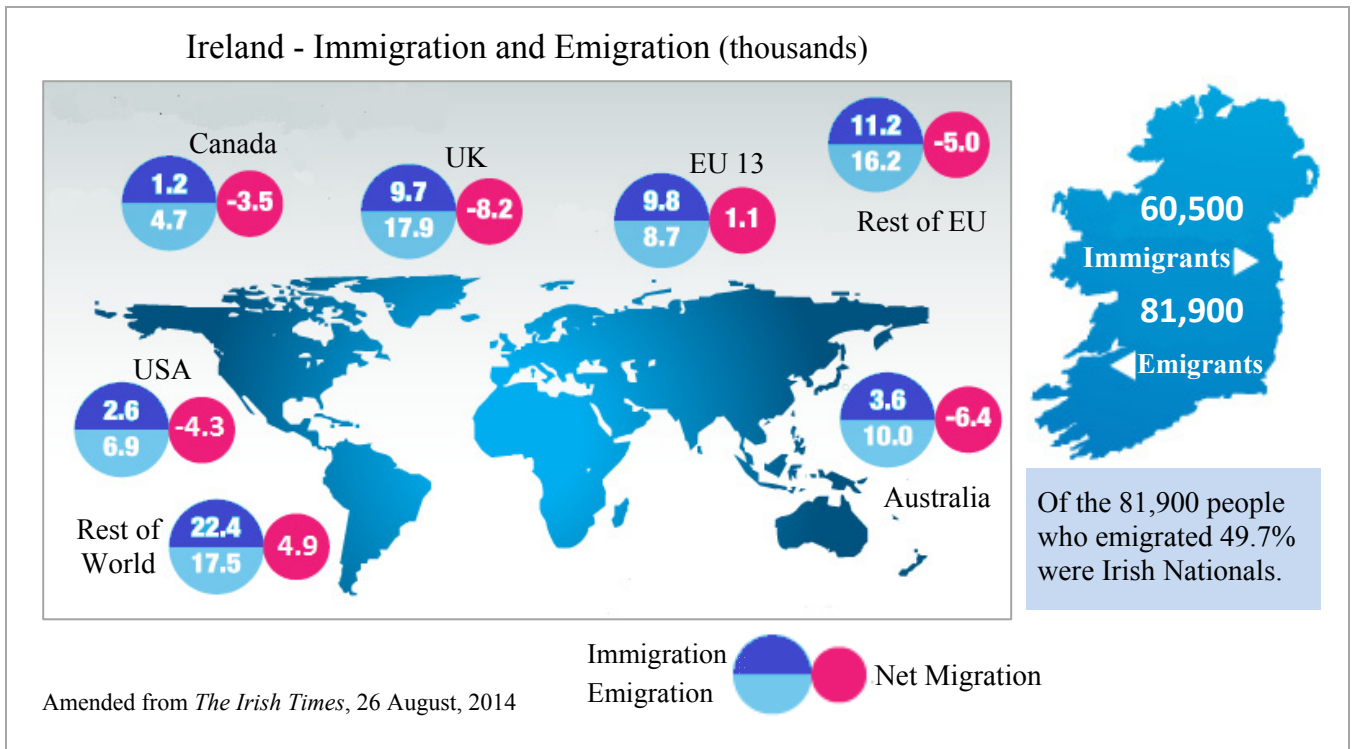 Ireland - Immigration and Emigration (thousands)
Canada
1.2
4.7
-3.5
UK
9.7
17.9
-8.2
EU 13
9.8
8.7
1.1
11.2
16.2
-5.0
Rest of EU
USA
2.6
6.9
-4.3
3.6
10.0
-6.4
Australia
Rest of
World
22.4
17.5
4.9
60,500
Immigrants
81,900
Emigrants
Of the 81,900 people
who emigrated 49.7%
were Irish Nationals.
Immigration
Emigration
Net Migration
Amended from The Irish Times, 26 August, 2014